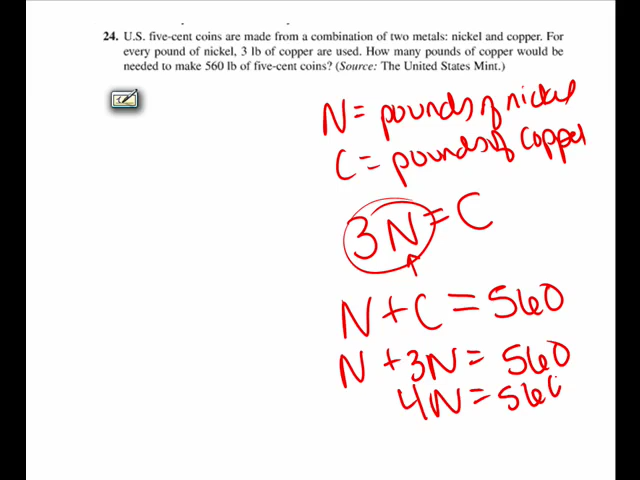 24. U.S. five-cent coins are made from a combination of two metals: nickel and copper. For
every pound of nickel, 3 lb of copper are used. How many pounds of copper would be
needed to make 560 lb of five-cent coins? (Source: The United States Mint.)
N = pounds of nickel
C = pounds of Copper
3N = C
N + C = 560
N + 3N = 560
4N = 560